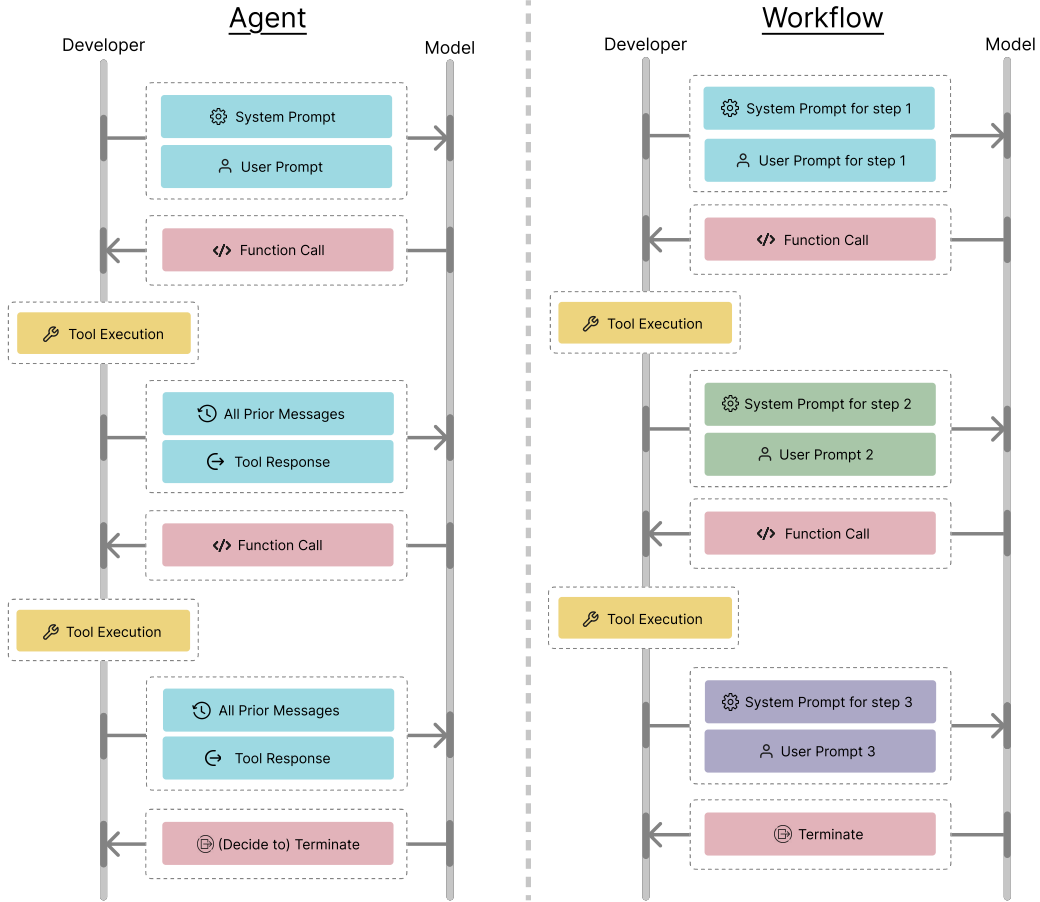 Agent
Developer
Model
System Prompt
User Prompt
Function Call
Tool Execution
All Prior Messages
Tool Response
Function Call
Tool Execution
All Prior Messages
Tool Response
(Decide to) Terminate
Workflow
Developer
Model
System Prompt for step 1
User Prompt for step 1
Function Call
Tool Execution
System Prompt for step 2
User Prompt 2
Function Call
Tool Execution
System Prompt for step 3
User Prompt 3
Terminate